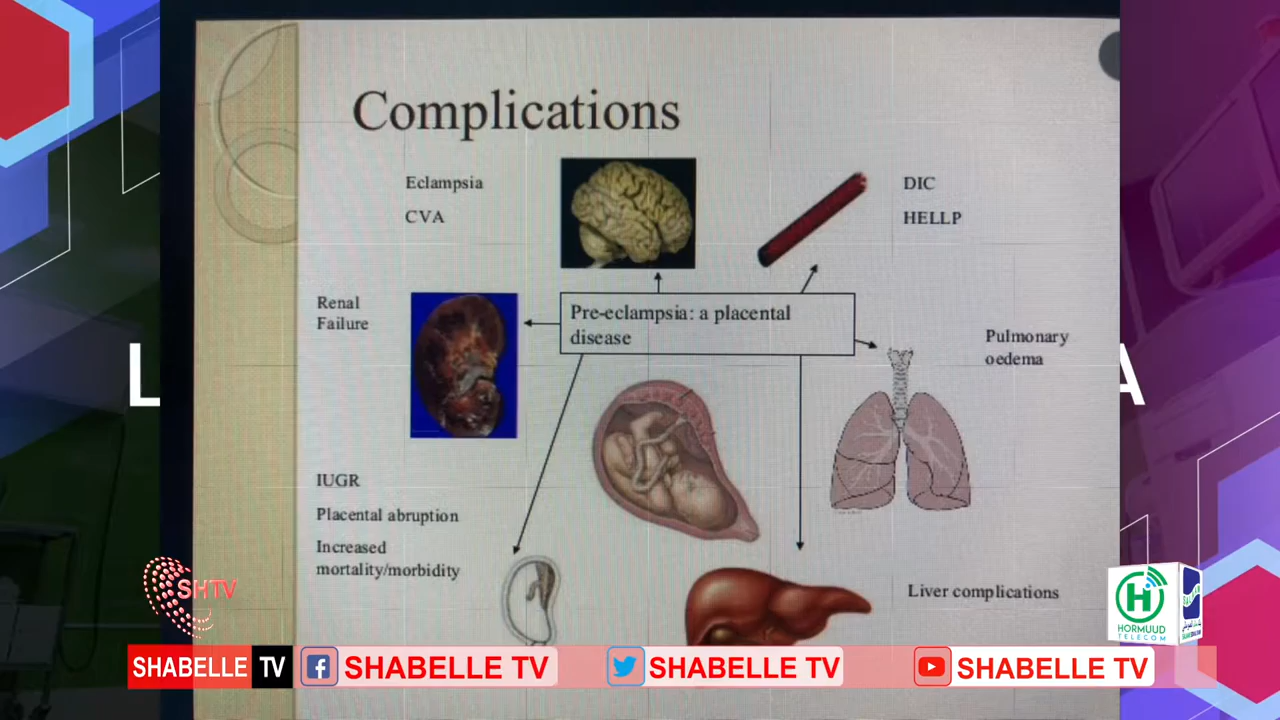 Complications
Eclampsia
CVA
DIC
HELLP
Renal
Failure
Pre-eclampsia: a placental
disease
Pulmonary
oedema
L
A
IUGR
Placental abruption
Increased
mortality/morbidity
Liver complications
SHTV
HORMUUD
TELECOM
SHABELLE TV
SHABELLE TV
SHABELLE TV
SHABELLE TV